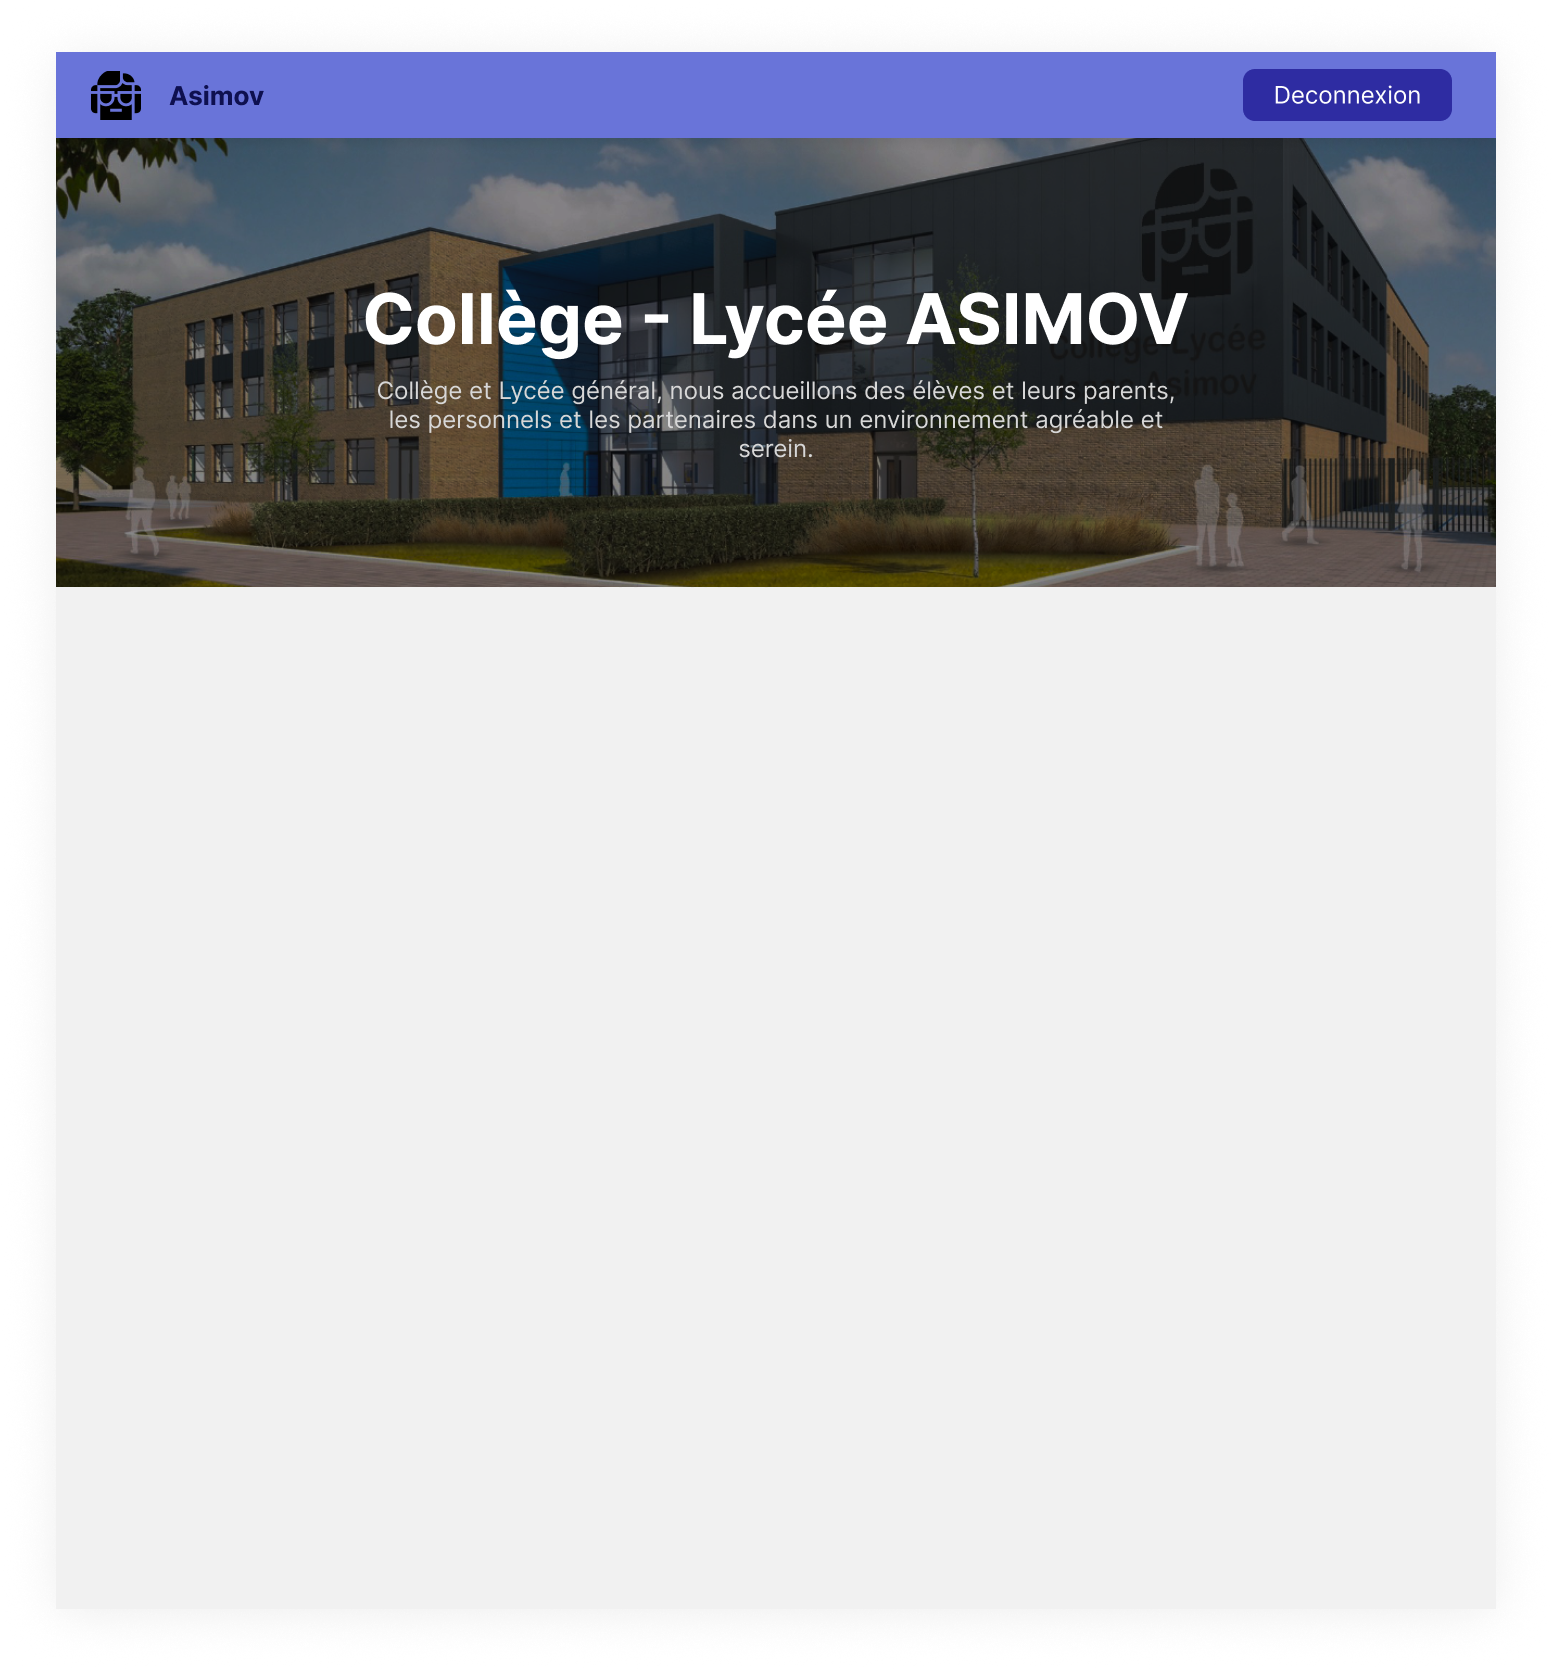 Asimov
Deconnexion
Collège - Lycée ASIMOV
Collège Lycée
Asimov
Collège et Lycée général, nous accueillons des élèves et leurs parents,
les personnels et les partenaires dans un environnement agréable et
serein.